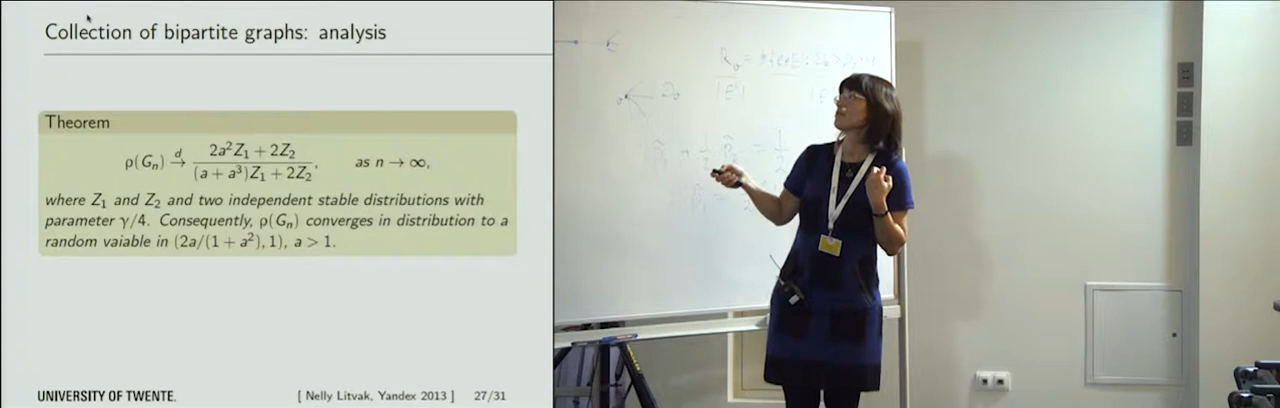 Collection of bipartite graphs: analysis
Theorem
ρ(Gₙ) →ᵈ (2a²Z₁ + 2Z₂)/((a + a³)Z₁ + 2Z₂), as n → ∞,
where Z₁ and Z₂ and two independent stable distributions with
parameter γ/4. Consequently, ρ(Gₙ) converges in distribution to a
random vaiable in (2a/(1 + a²), 1), a > 1.
UNIVERSITY OF TWENTE. [ Nelly Litvak, Yandex 2013 ] 27/31